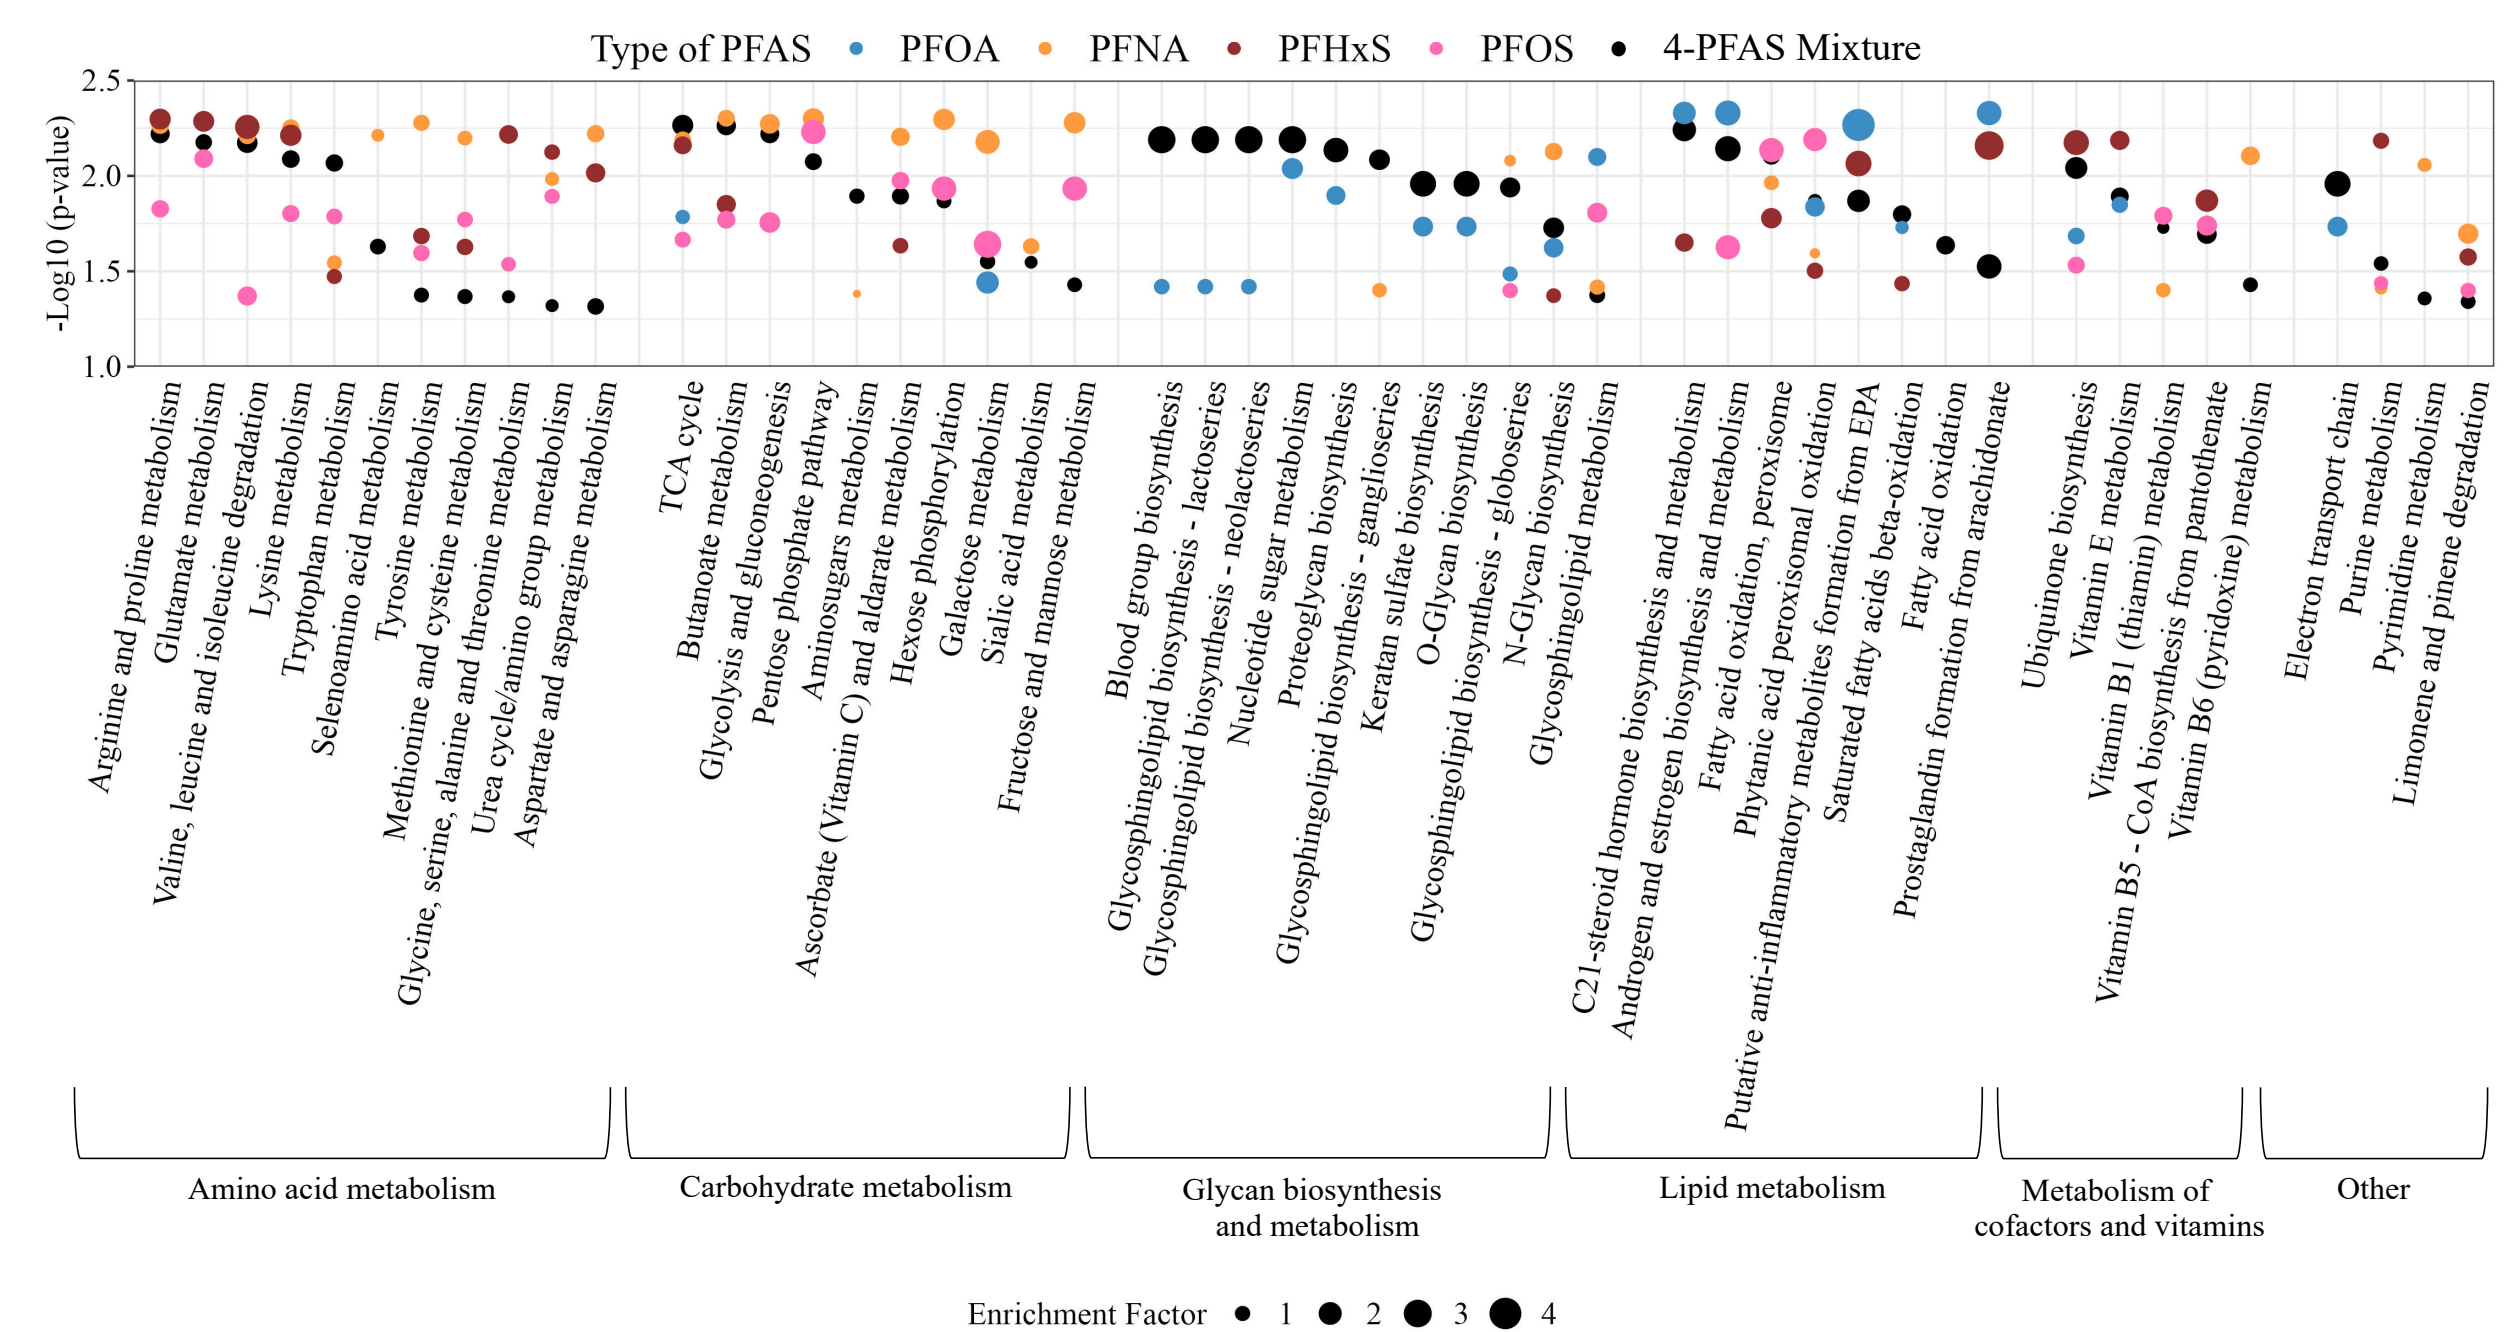 Type of PFAS PFOA PFNA PFHxS PFOS 4-PFAS Mixture
-Log10 (p-value)
2.5
2.0
1.5
1.0
Arginine and proline metabolism
Glutamate metabolism
Valine, leucine and isoleucine degradation
Lysine metabolism
Tryptophan metabolism
Selenoamino acid metabolism
Tyrosine metabolism
Methionine and cysteine metabolism
Glycine, serine, alanine and threonine metabolism
Urea cycle/amino group metabolism
Aspartate and asparagine metabolism
TCA cycle
Butanoate metabolism
Glycolysis and gluconeogenesis
Pentose phosphate pathway
Aminosugars metabolism
Ascorbate (Vitamin C) and aldarate metabolism
Hexose phosphorylation
Galactose metabolism
Sialic acid metabolism
Fructose and mannose metabolism
Blood group biosynthesis
Glycosphingolipid biosynthesis - lactoseries
Glycosphingolipid biosynthesis - neolactoseries
Nucleotide sugar metabolism
Proteoglycan biosynthesis
Glycosphingolipid biosynthesis - ganglioseries
Keratan sulfate biosynthesis
O-Glycan biosynthesis
Glycosphingolipid biosynthesis - globoseries
N-Glycan biosynthesis
Glycosphingolipid metabolism
C21-steroid hormone biosynthesis and metabolism
Androgen and estrogen biosynthesis and metabolism
Fatty acid oxidation, peroxisome
Phytanic acid peroxisomal oxidation
Putative anti-inflammatory metabolites formation from EPA
Saturated fatty acids beta-oxidation
Fatty acid oxidation
Prostaglandin formation from arachidonate
Ubiquinone biosynthesis
Vitamin E metabolism
Vitamin B1 (thiamin) metabolism
Vitamin B5 - CoA biosynthesis from pantothenate
Vitamin B6 (pyridoxine) metabolism
Electron transport chain
Purine metabolism
Pyrimidine metabolism
Limonene and pinene degradation
Amino acid metabolism
Carbohydrate metabolism
Glycan biosynthesis
and metabolism
Lipid metabolism
Metabolism of
cofactors and vitamins
Other
Enrichment Factor 1 2 3 4